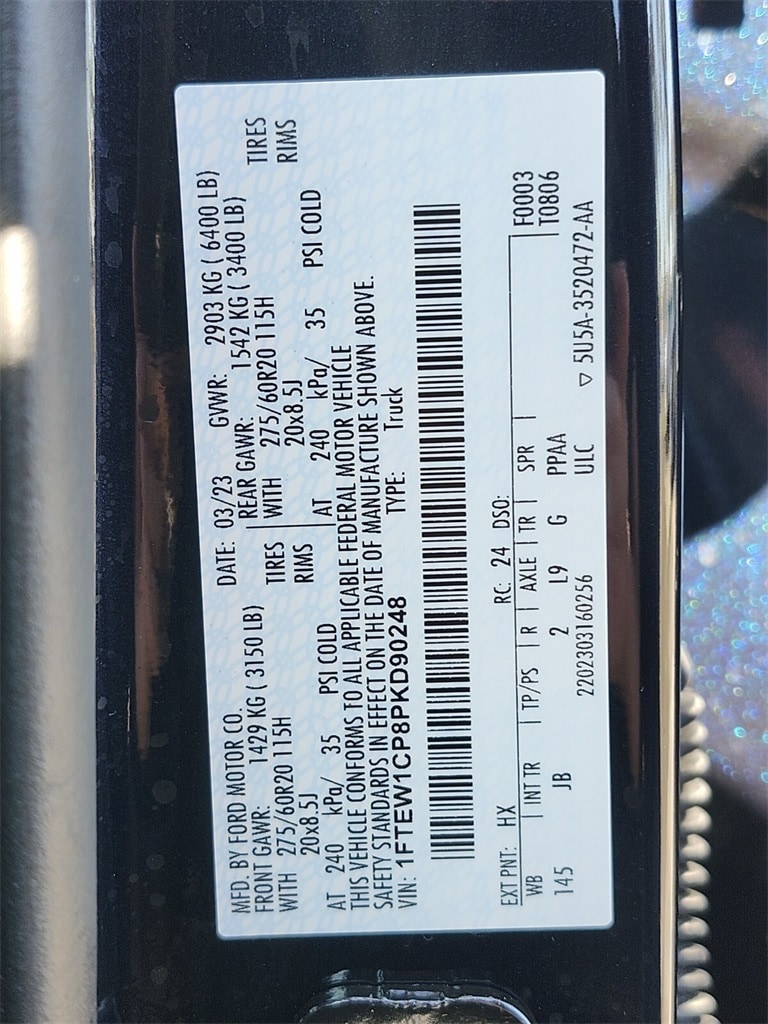 MFD. BY FORD MOTOR CO.
DATE: 03/23 GVWR: 2903 KG ( 6400 LB)
FRONT GAWR: 1429 KG ( 3150 LB) REAR GAWR: 1542 KG ( 3400 LB)
WITH 275/60R20 115H TIRES WITH 275/60R20 115H TIRES
20x8.5J RIMS 20x8.5J RIMS
AT 240 kPa/ 35 PSI COLD AT 240 kPa/ 35 PSI COLD
THIS VEHICLE CONFORMS TO ALL APPLICABLE FEDERAL MOTOR VEHICLE
SAFETY STANDARDS IN EFFECT ON THE DATE OF MANUFACTURE SHOWN ABOVE.
VIN: 1FTEW1CP8PKD90248 TYPE: Truck
EXT PNT: HX RC: 24 DSO: F0003
WB INT TR TP/PS R AXLE TR SPR T0806
145 JB 2 L9 G PPAA
2202303160256 ULC ▽ 5U5A-3520472-AA